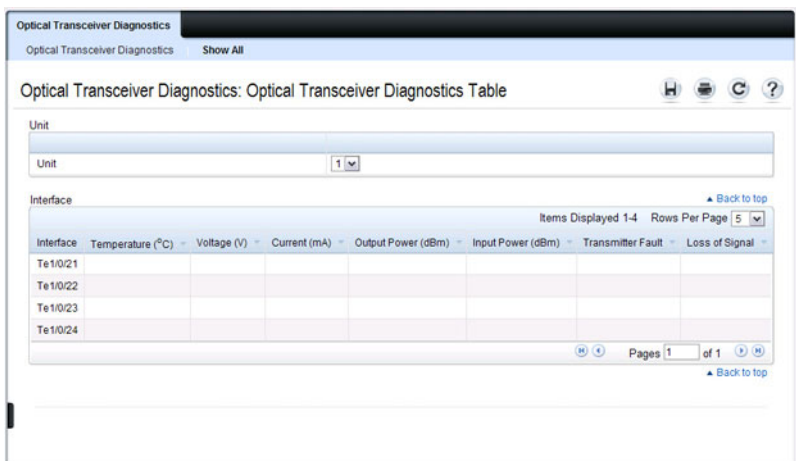 Optical Transceiver Diagnostics
Optical Transceiver Diagnostics Show All
Optical Transceiver Diagnostics: Optical Transceiver Diagnostics Table
Unit
Unit 1
Interface Back to top
Items Displayed 1-4 Rows Per Page 5
Interface Temperature (°C) Voltage (V) Current (mA) Output Power (dBm) Input Power (dBm) Transmitter Fault Loss of Signal
Te1/0/21
Te1/0/22
Te1/0/23
Te1/0/24
Pages 1 of 1
Back to top